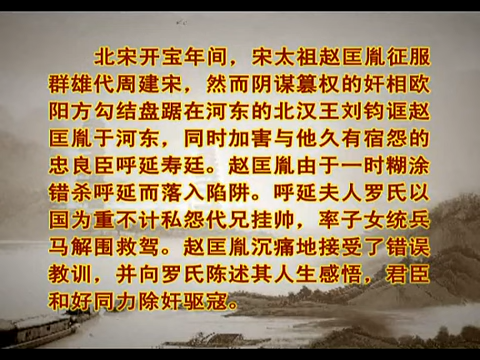 北宋开宝年间，宋太祖赵匡胤征服
群雄代周建宋，然而阴谋篡权的奸相欧
阳方勾结盘踞在河东的北汉王刘钧诓赵
匡胤于河东，同时加害与他久有宿怨的
忠良臣呼延寿廷。赵匡胤由于一时糊涂
错杀呼延而落入陷阱。呼延夫人罗氏以
国为重不计私怨代兄挂帅，率子女统兵
马解围救驾。赵匡胤沉痛地接受了错误
教训，并向罗氏陈述其人生感悟，君臣
和好同力除奸驱寇。